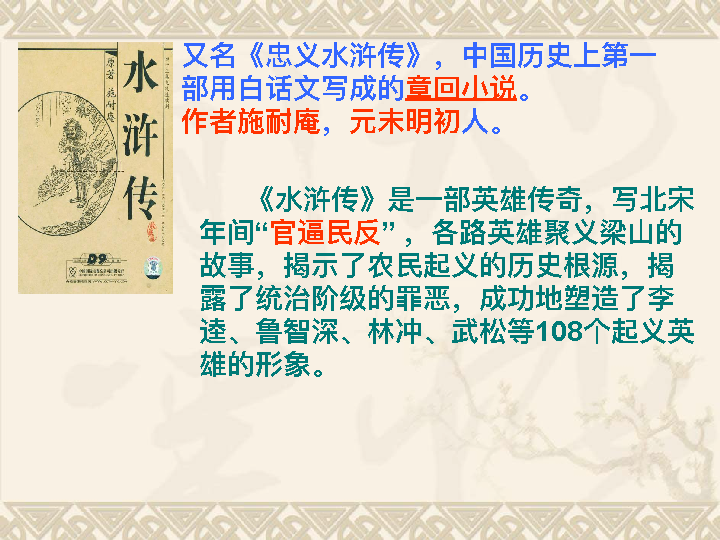 又名《忠义水浒传》，中国历史上第一
部用白话文写成的章回小说。
作者施耐庵，元末明初人。
《水浒传》是一部英雄传奇，写北宋
年间“官逼民反”，各路英雄聚义梁山的
故事，揭示了农民起义的历史根源，揭
露了统治阶级的罪恶，成功地塑造了李
逵、鲁智深、林冲、武松等108个起义英
雄的形象。
水浒传
原著 施耐庵
D9